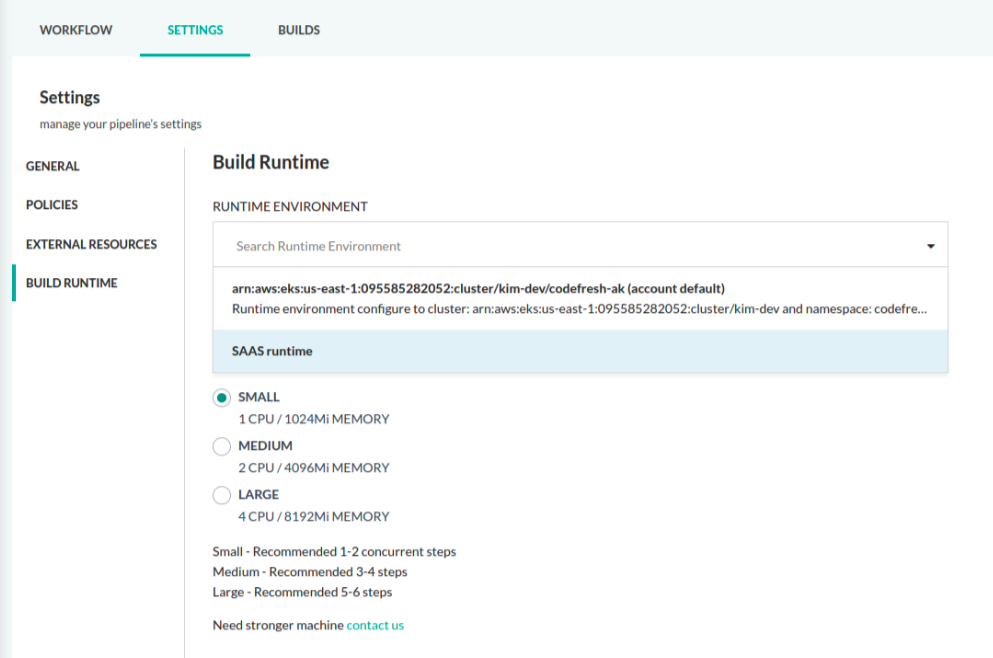 WORKFLOW SETTINGS BUILDS
Settings
manage your pipeline's settings
GENERAL
POLICIES
EXTERNAL RESOURCES
BUILD RUNTIME
Build Runtime
RUNTIME ENVIRONMENT
Search Runtime Environment
arn:aws:eks:us-east-1:095585282052:cluster/kim-dev/codefresh-ak (account default)
Runtime environment configure to cluster: arn:aws:eks:us-east-1:095585282052:cluster/kim-dev and namespace: codefre...
SAAS runtime
SMALL
1 CPU / 1024Mi MEMORY
MEDIUM
2 CPU / 4096Mi MEMORY
LARGE
4 CPU / 8192Mi MEMORY
Small - Recommended 1-2 concurrent steps
Medium - Recommended 3-4 steps
Large - Recommended 5-6 steps
Need stronger machine contact us